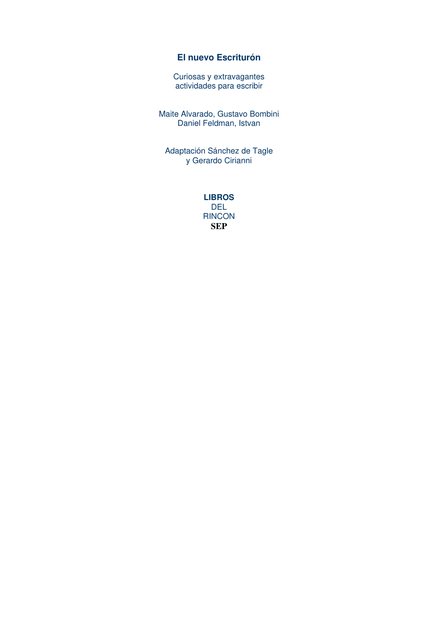 El nuevo Escriturón
Curiosas y extravagantes
actividades para escribir
Maite Alvarado, Gustavo Bombini
Daniel Feldman, Istvan
Adaptación Sánchez de Tagle
y Gerardo Cirianni
LIBROS
DEL
RINCON
SEP